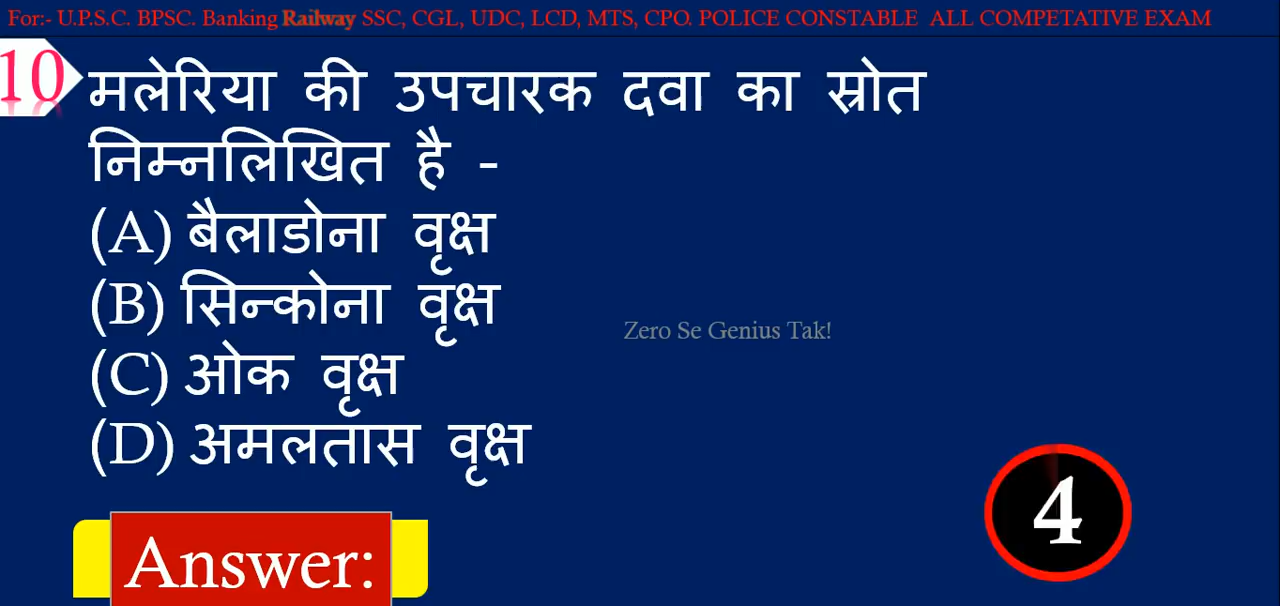 For:- U.P.S.C. BPSC. Banking Railway SSC, CGL, UDC, LCD, MTS, CPO. POLICE CONSTABLE ALL COMPETATIVE EXAM
10 मलेरिया की उपचारक दवा का स्रोत
निम्नलिखित है -
(A) बैलाडोना वृक्ष
(B) सिन्कोना वृक्ष
Zero Se Genius Tak!
(C) ओक वृक्ष
(D) अमलतास वृक्ष
4
Answer: